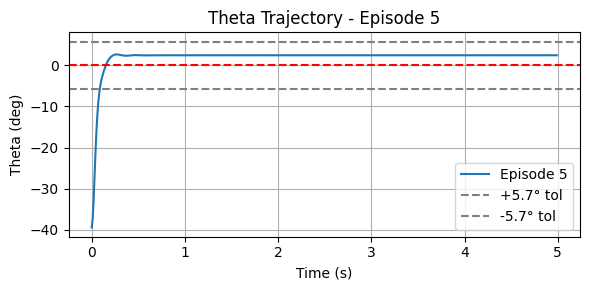 Theta Trajectory - Episode 5
Theta (deg)
0
−10
−20
−30
−40
0
1
2
3
4
5
Time (s)
Episode 5
+5.7° tol
-5.7° tol